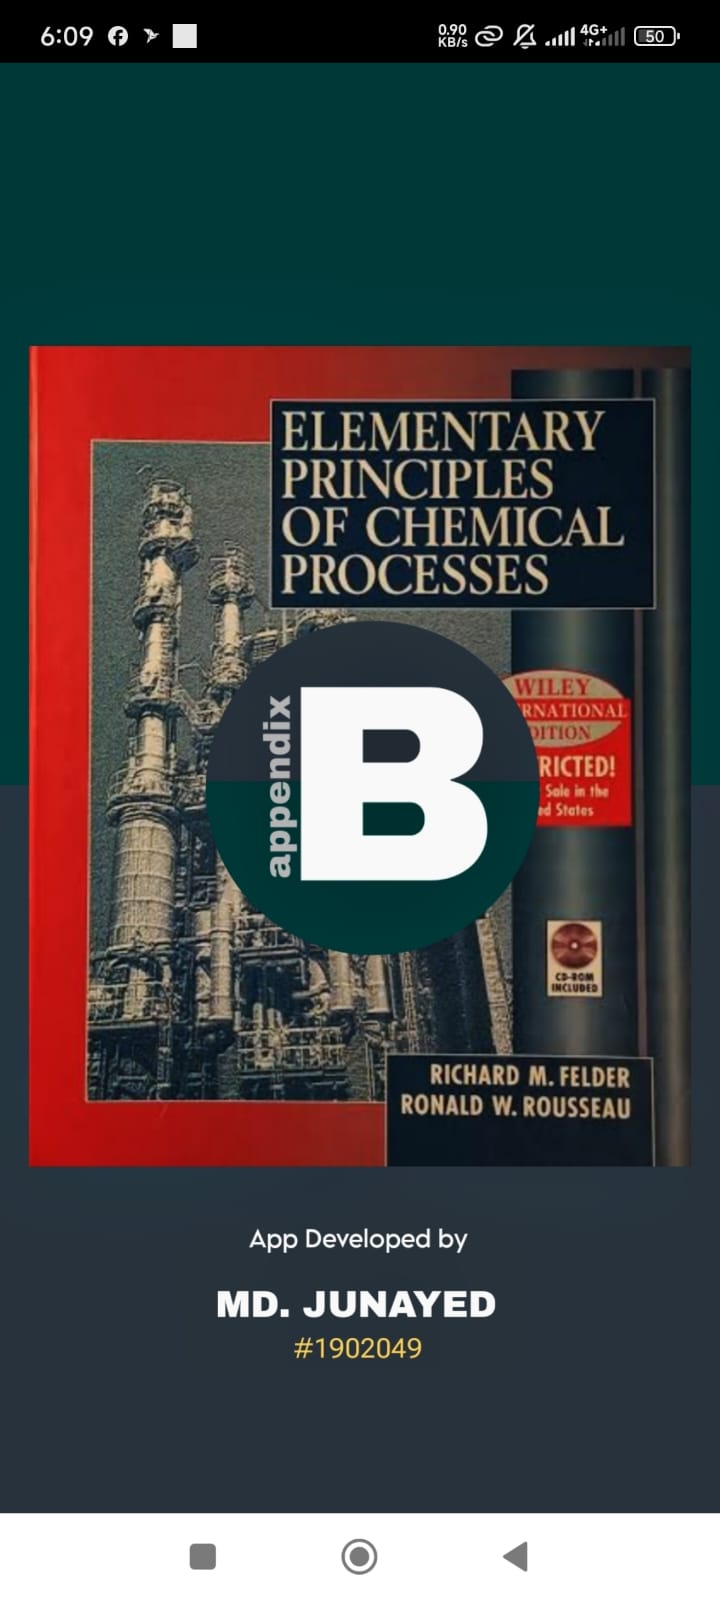 6:09
0.90
KB/s
4G+
50
ELEMENTARY
PRINCIPLES
OF CHEMICAL
PROCESSES
appendix
B
WILEY
RNATIONAL
DITION
RICTED!
Sale in the
ed States
CD-ROM
INCLUDED
RICHARD M. FELDER
RONALD W. ROUSSEAU
App Developed by
MD. JUNAYED
#1902049